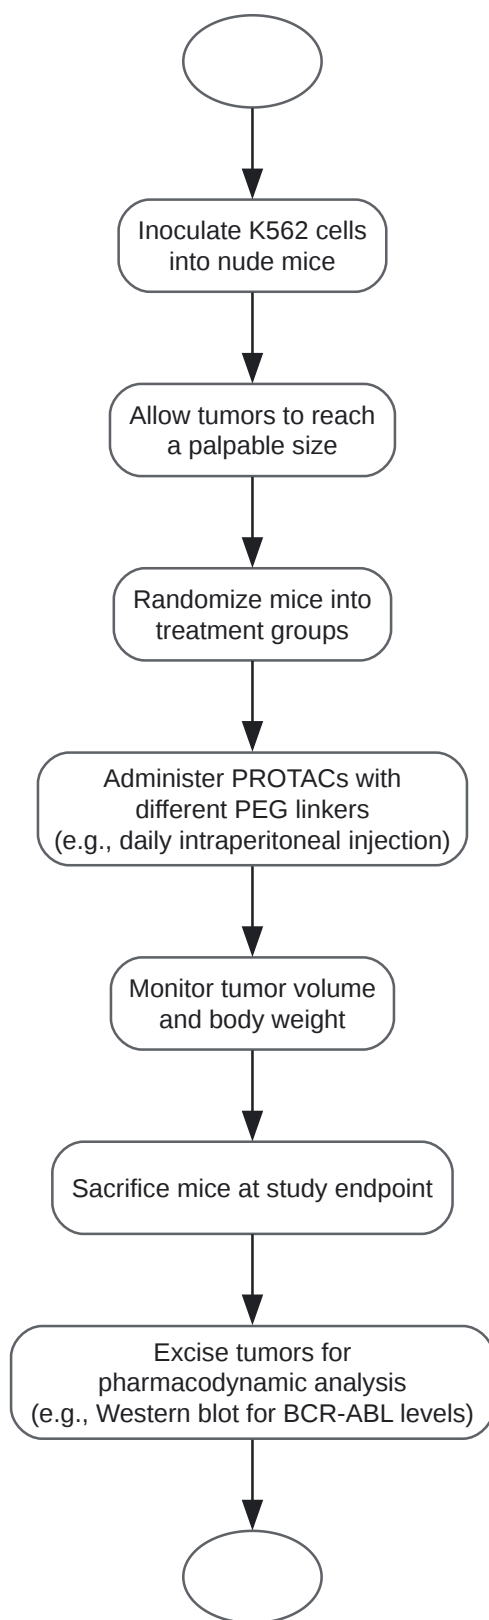 Inoculate K562 cells
into nude mice
Allow tumors to reach
a palpable size
Randomize mice into
treatment groups
Administer PROTACs with
different PEG linkers
(e.g., daily intraperitoneal injection)
Monitor tumor volume
and body weight
Sacrifice mice at study endpoint
Excise tumors for
pharmacodynamic analysis
(e.g., Western blot for BCR-ABL levels)